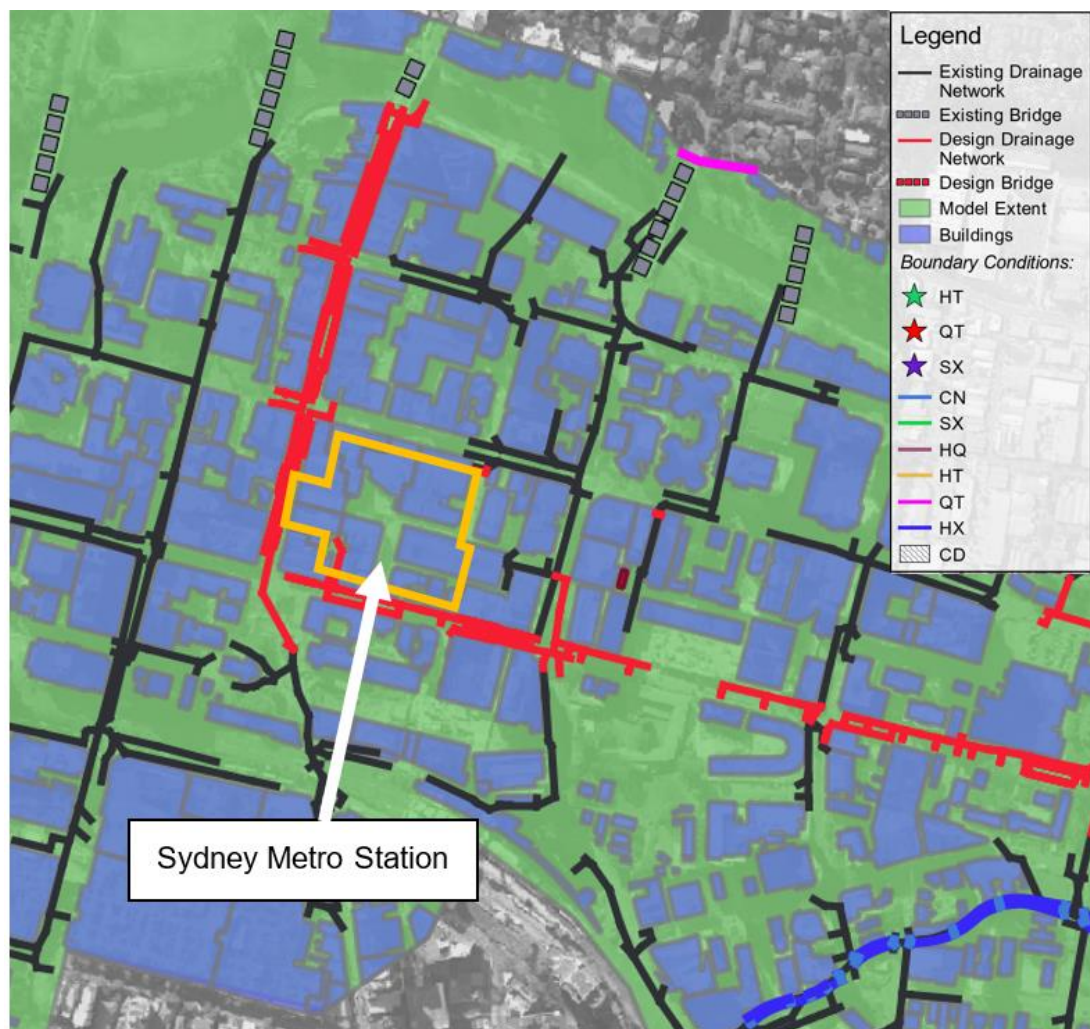 Legend
Existing Drainage
Network
Existing Bridge
Design Drainage
Network
Design Bridge
Model Extent
Buildings
Boundary Conditions:
HT
QT
SX
CN
SX
HQ
HT
QT
HX
CD
Sydney Metro Station